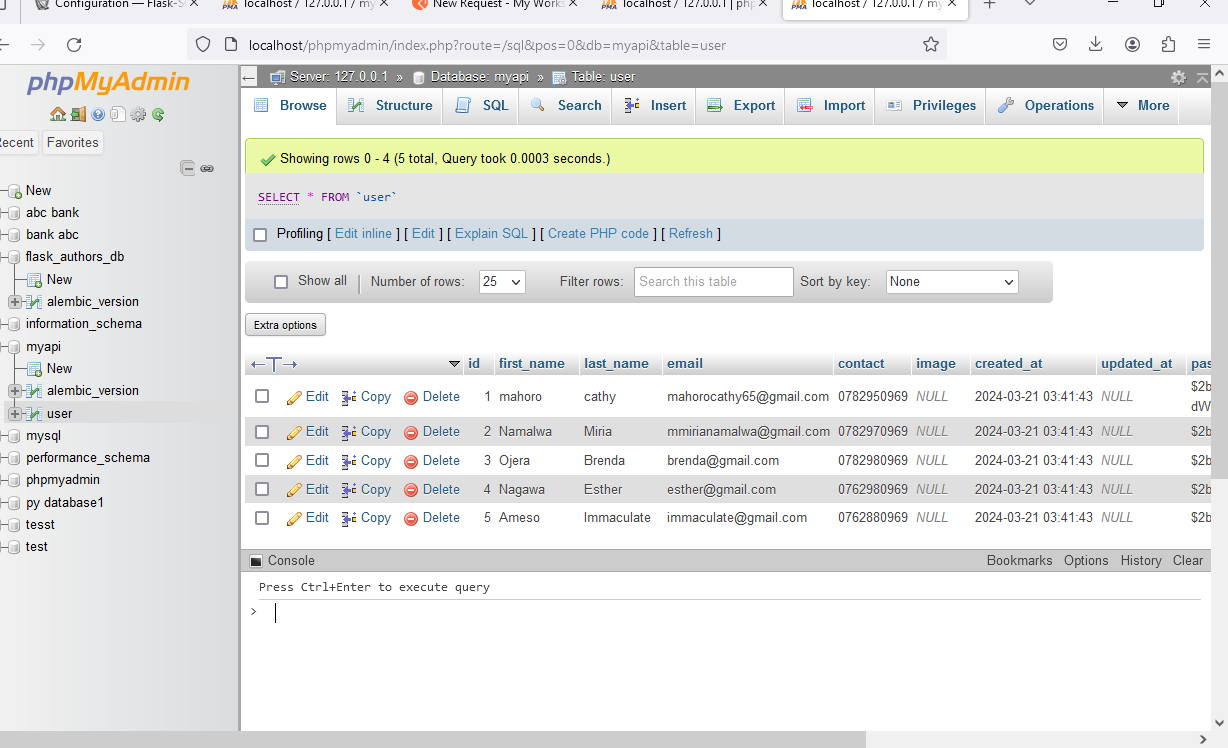 Configuration — Flask-S
localhost / 127.0.0.1 / my
New Request - My Works
localhost / 127.0.0.1 | php
localhost / 127.0.0.1 / my
localhost/phpmyadmin/index.php?route=/sql&pos=0&db=myapi&table=user
phpMyAdmin
Recent Favorites
New
abc bank
bank abc
flask_authors_db
New
alembic_version
information_schema
myapi
New
alembic_version
user
mysql
performance_schema
phpmyadmin
py database1
tesst
test
Server: 127.0.0.1 » Database: myapi » Table: user
Browse Structure SQL Search Insert Export Import Privileges Operations More
Showing rows 0 - 4 (5 total, Query took 0.0003 seconds.)
SELECT * FROM `user`
Profiling [ Edit inline ] [ Edit ] [ Explain SQL ] [ Create PHP code ] [ Refresh ]
Show all Number of rows: 25 Filter rows: Search this table Sort by key: None
Extra options
←T→ id first_name last_name email contact image created_at updated_at pas
$2b
Edit Copy Delete 1 mahoro cathy mahorocathy65@gmail.com 0782950969 NULL 2024-03-21 03:41:43 NULL
dW
Edit Copy Delete 2 Namalwa Miria mmirianamalwa@gmail.com 0782970969 NULL 2024-03-21 03:41:43 NULL $2b
Edit Copy Delete 3 Ojera Brenda brenda@gmail.com 0782980969 NULL 2024-03-21 03:41:43 NULL $2b
Edit Copy Delete 4 Nagawa Esther esther@gmail.com 0762980969 NULL 2024-03-21 03:41:43 NULL $2b
Edit Copy Delete 5 Ameso Immaculate immaculate@gmail.com 0762880969 NULL 2024-03-21 03:41:43 NULL $2b
Console Bookmarks Options History Clear
Press Ctrl+Enter to execute query
>